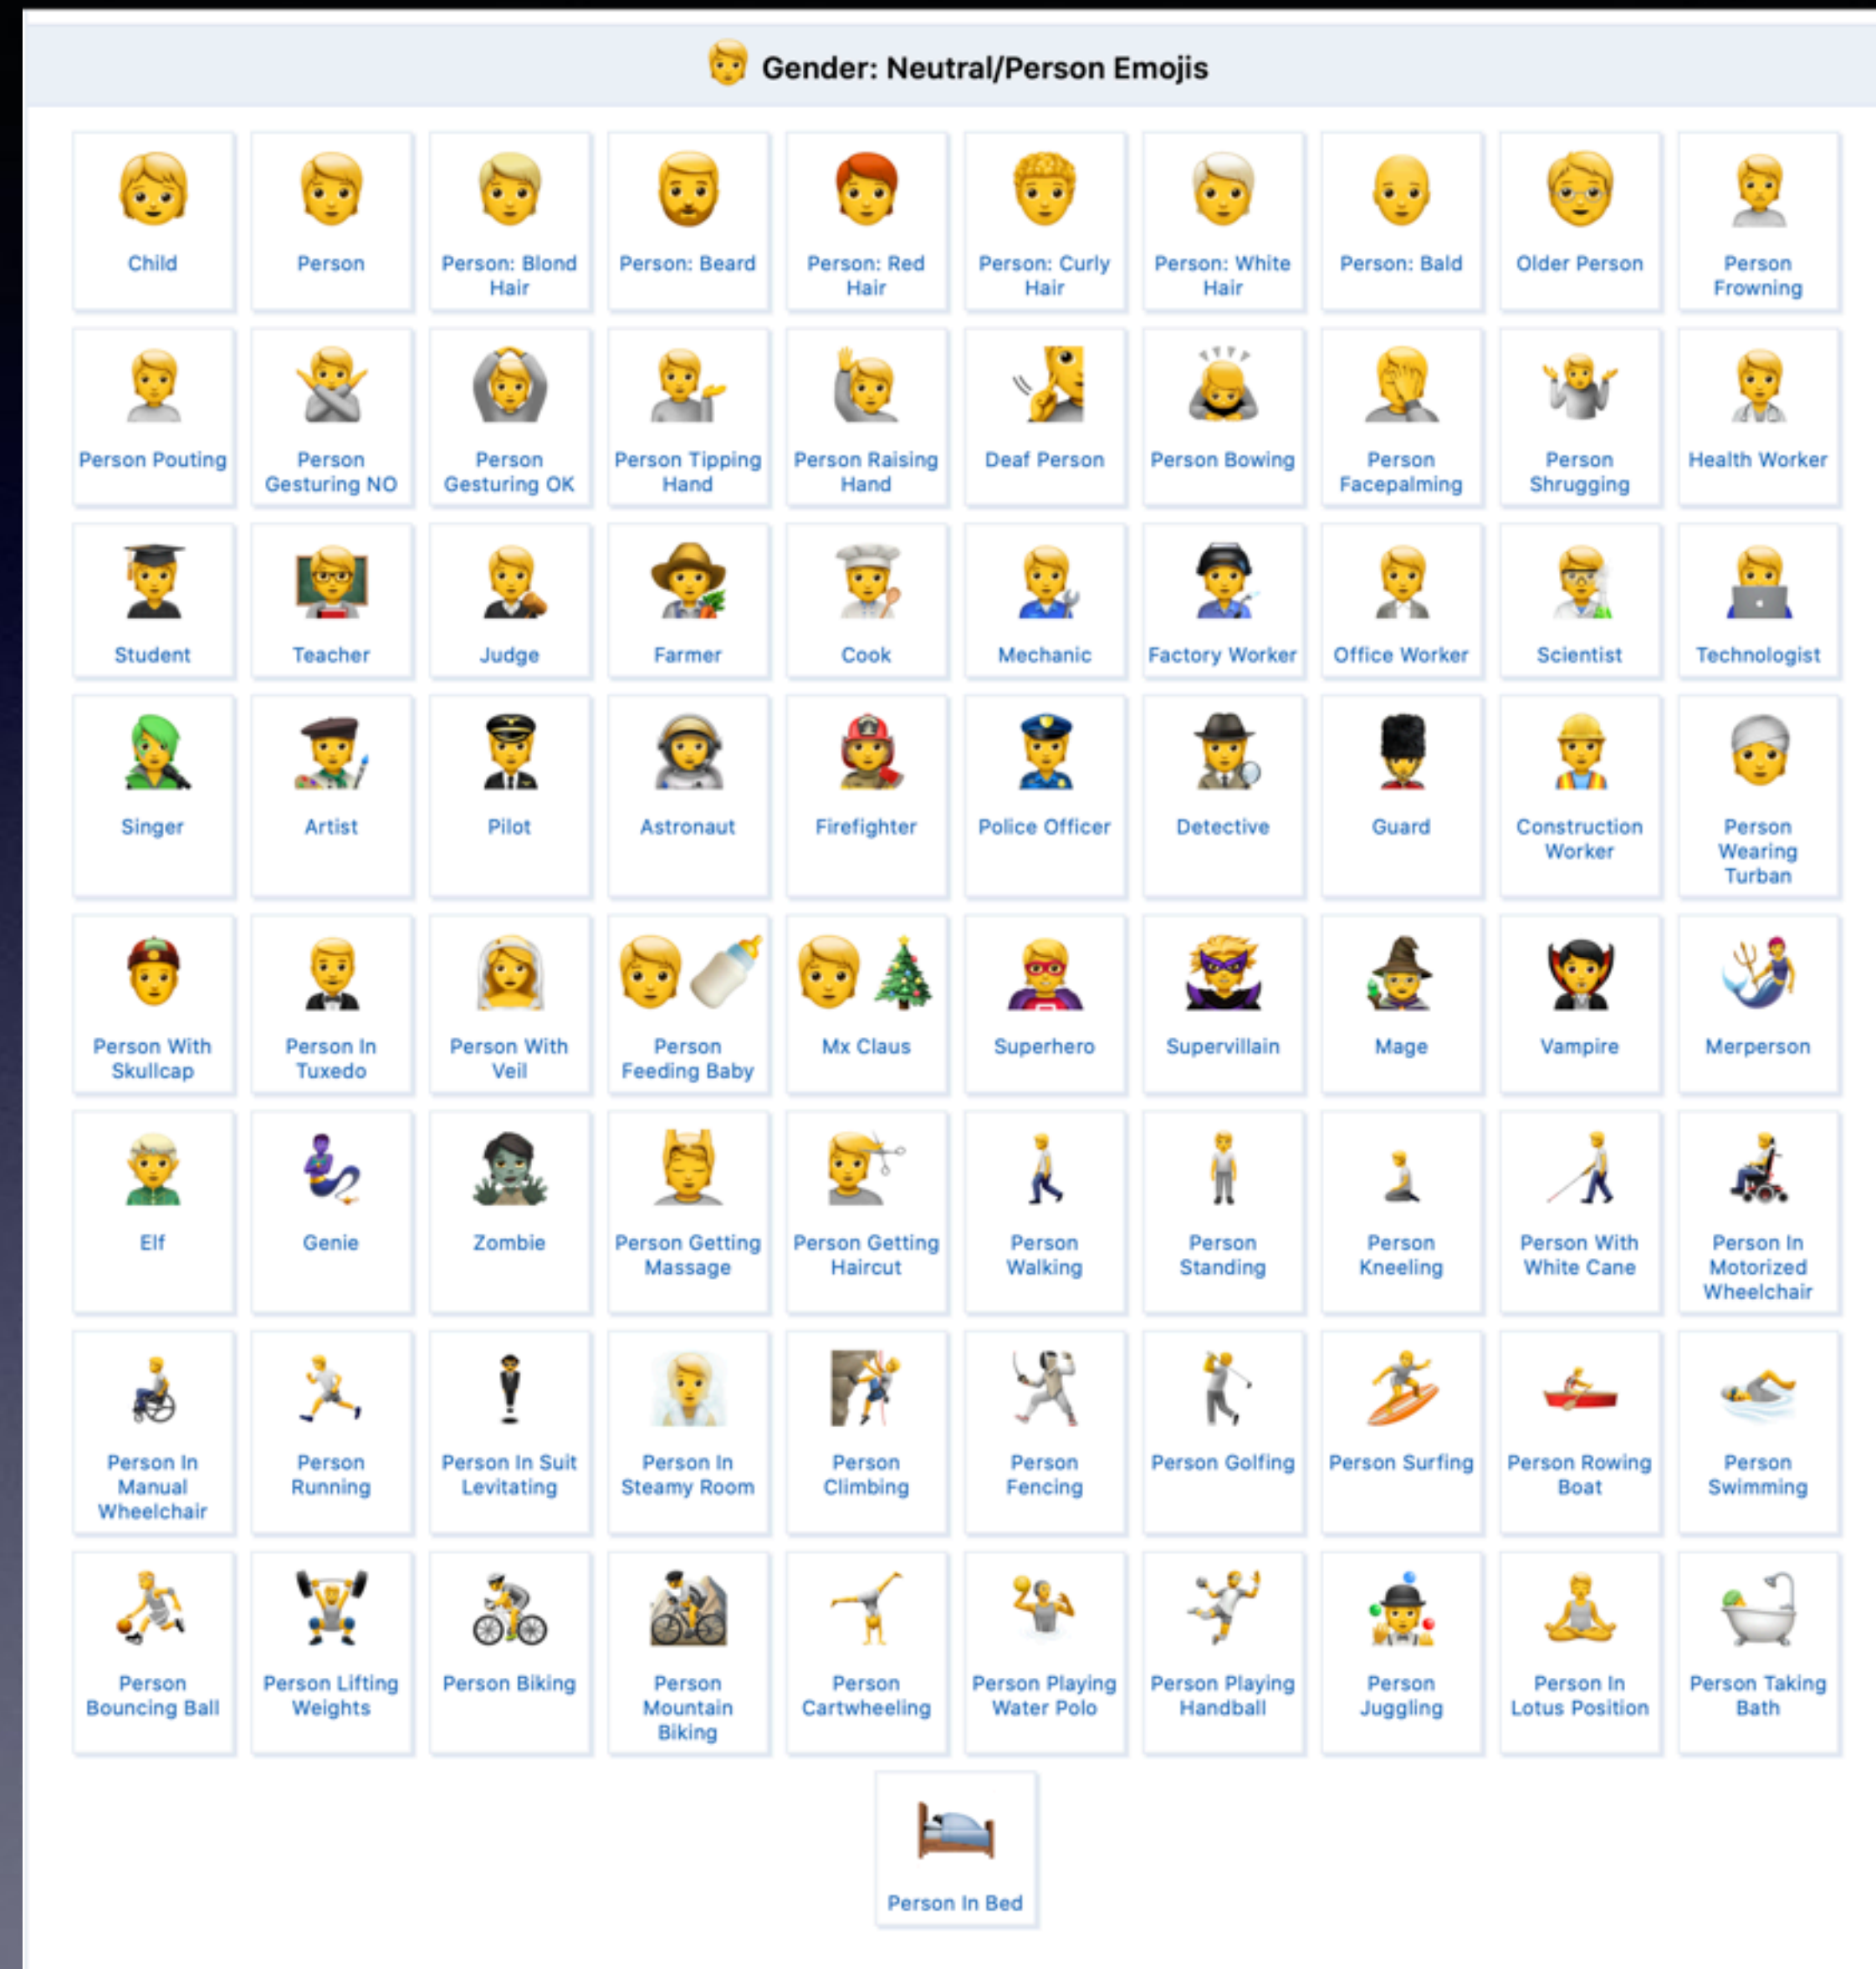 Gender: Neutral/Person Emojis
Child
Person
Person: Blond
Hair
Person: Beard
Person: Red
Hair
Person: Curly
Hair
Person: White
Hair
Person: Bald
Older Person
Person
Frowning
Person Pouting
Person
Gesturing NO
Person
Gesturing OK
Person Tipping
Hand
Person Raising
Hand
Deaf Person
Person Bowing
Person
Facepalming
Person
Shrugging
Health Worker
Student
Teacher
Judge
Farmer
Cook
Mechanic
Factory Worker
Office Worker
Scientist
Technologist
Singer
Artist
Pilot
Astronaut
Firefighter
Police Officer
Detective
Guard
Construction
Worker
Person
Wearing
Turban
Person With
Skullcap
Person In
Tuxedo
Person With
Veil
Person
Feeding Baby
Mx Claus
Superhero
Supervillain
Mage
Vampire
Merperson
Elf
Genie
Zombie
Person Getting
Massage
Person Getting
Haircut
Person
Walking
Person
Standing
Person
Kneeling
Person With
White Cane
Person In
Motorized
Wheelchair
Person In
Manual
Wheelchair
Person
Running
Person In Suit
Levitating
Person In
Steamy Room
Person
Climbing
Person
Fencing
Person Golfing
Person Surfing
Person Rowing
Boat
Person
Swimming
Person
Bouncing Ball
Person Lifting
Weights
Person Biking
Person
Mountain
Biking
Person
Cartwheeling
Person Playing
Water Polo
Person Playing
Handball
Person
Juggling
Person In
Lotus Position
Person Taking
Bath
Person In Bed